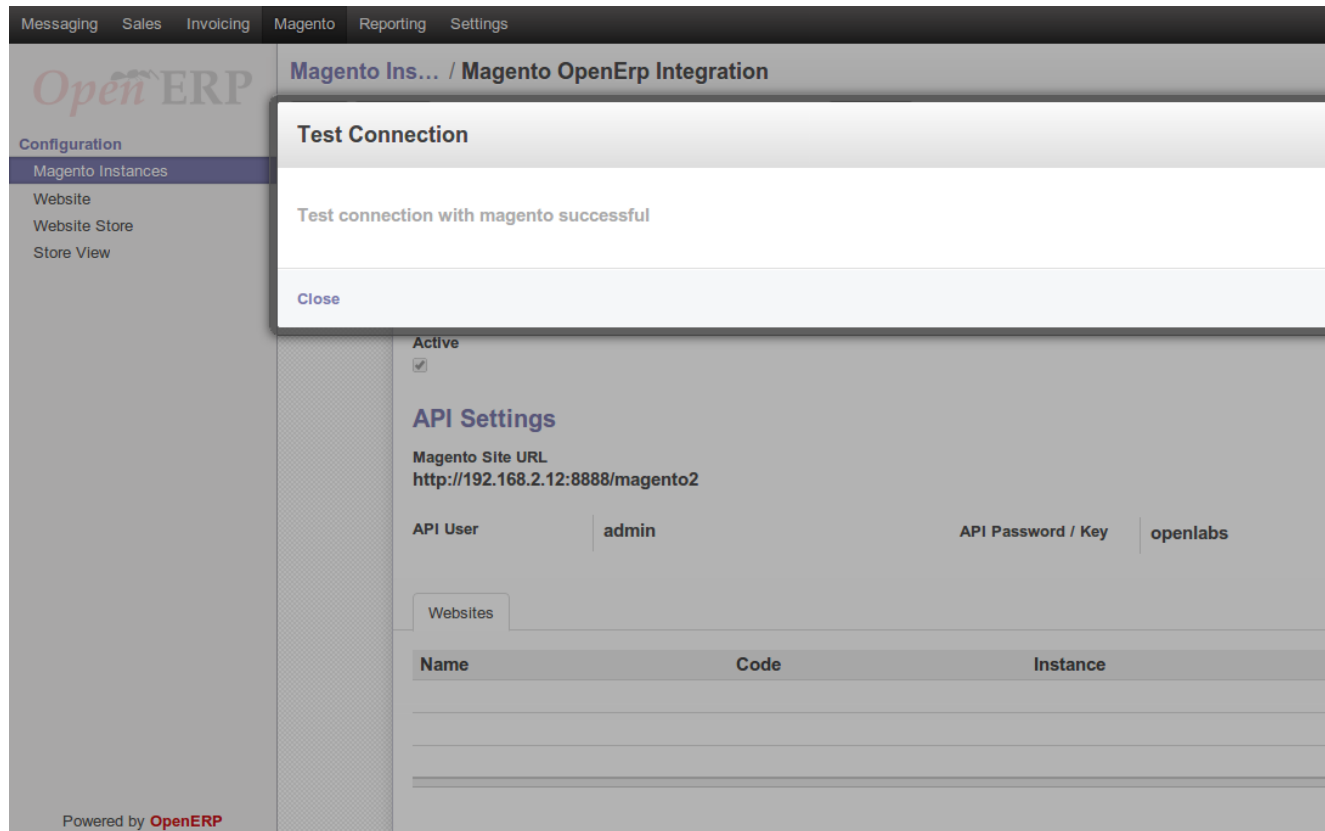 Messaging Sales Invoicing Magento Reporting Settings
Open ERP
Magento Ins... / Magento OpenErp Integration
Configuration
Magento Instances
Website
Website Store
Store View
Test Connection
Test connection with magento successful
Close
Active
API Settings
Magento Site URL
http://192.168.2.12:8888/magento2
API User admin API Password / Key openlabs
Websites
Name Code Instance
Powered by OpenERP